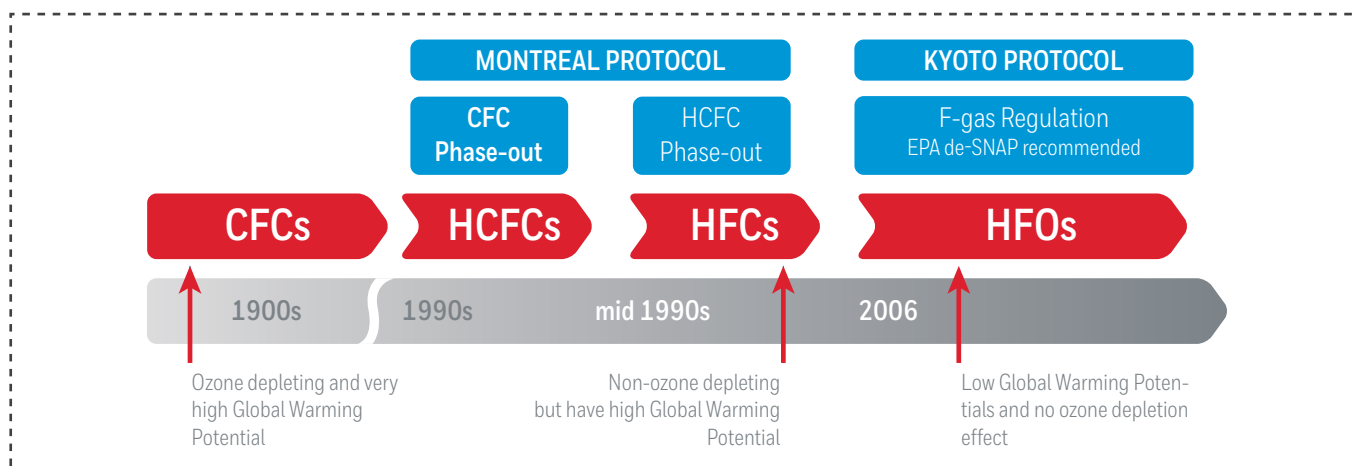 MONTREAL PROTOCOL
KYOTO PROTOCOL
CFC
Phase-out
HCFC
Phase-out
F-gas Regulation
EPA de-SNAP recommended
CFCs
HCFCs
HFCs
HFOs
1900s
1990s
mid 1990s
2006
Ozone depleting and very
high Global Warming
Potential
Non-ozone depleting
but have high Global Warming
Potential
Low Global Warming Poten-
tials and no ozone depletion
effect